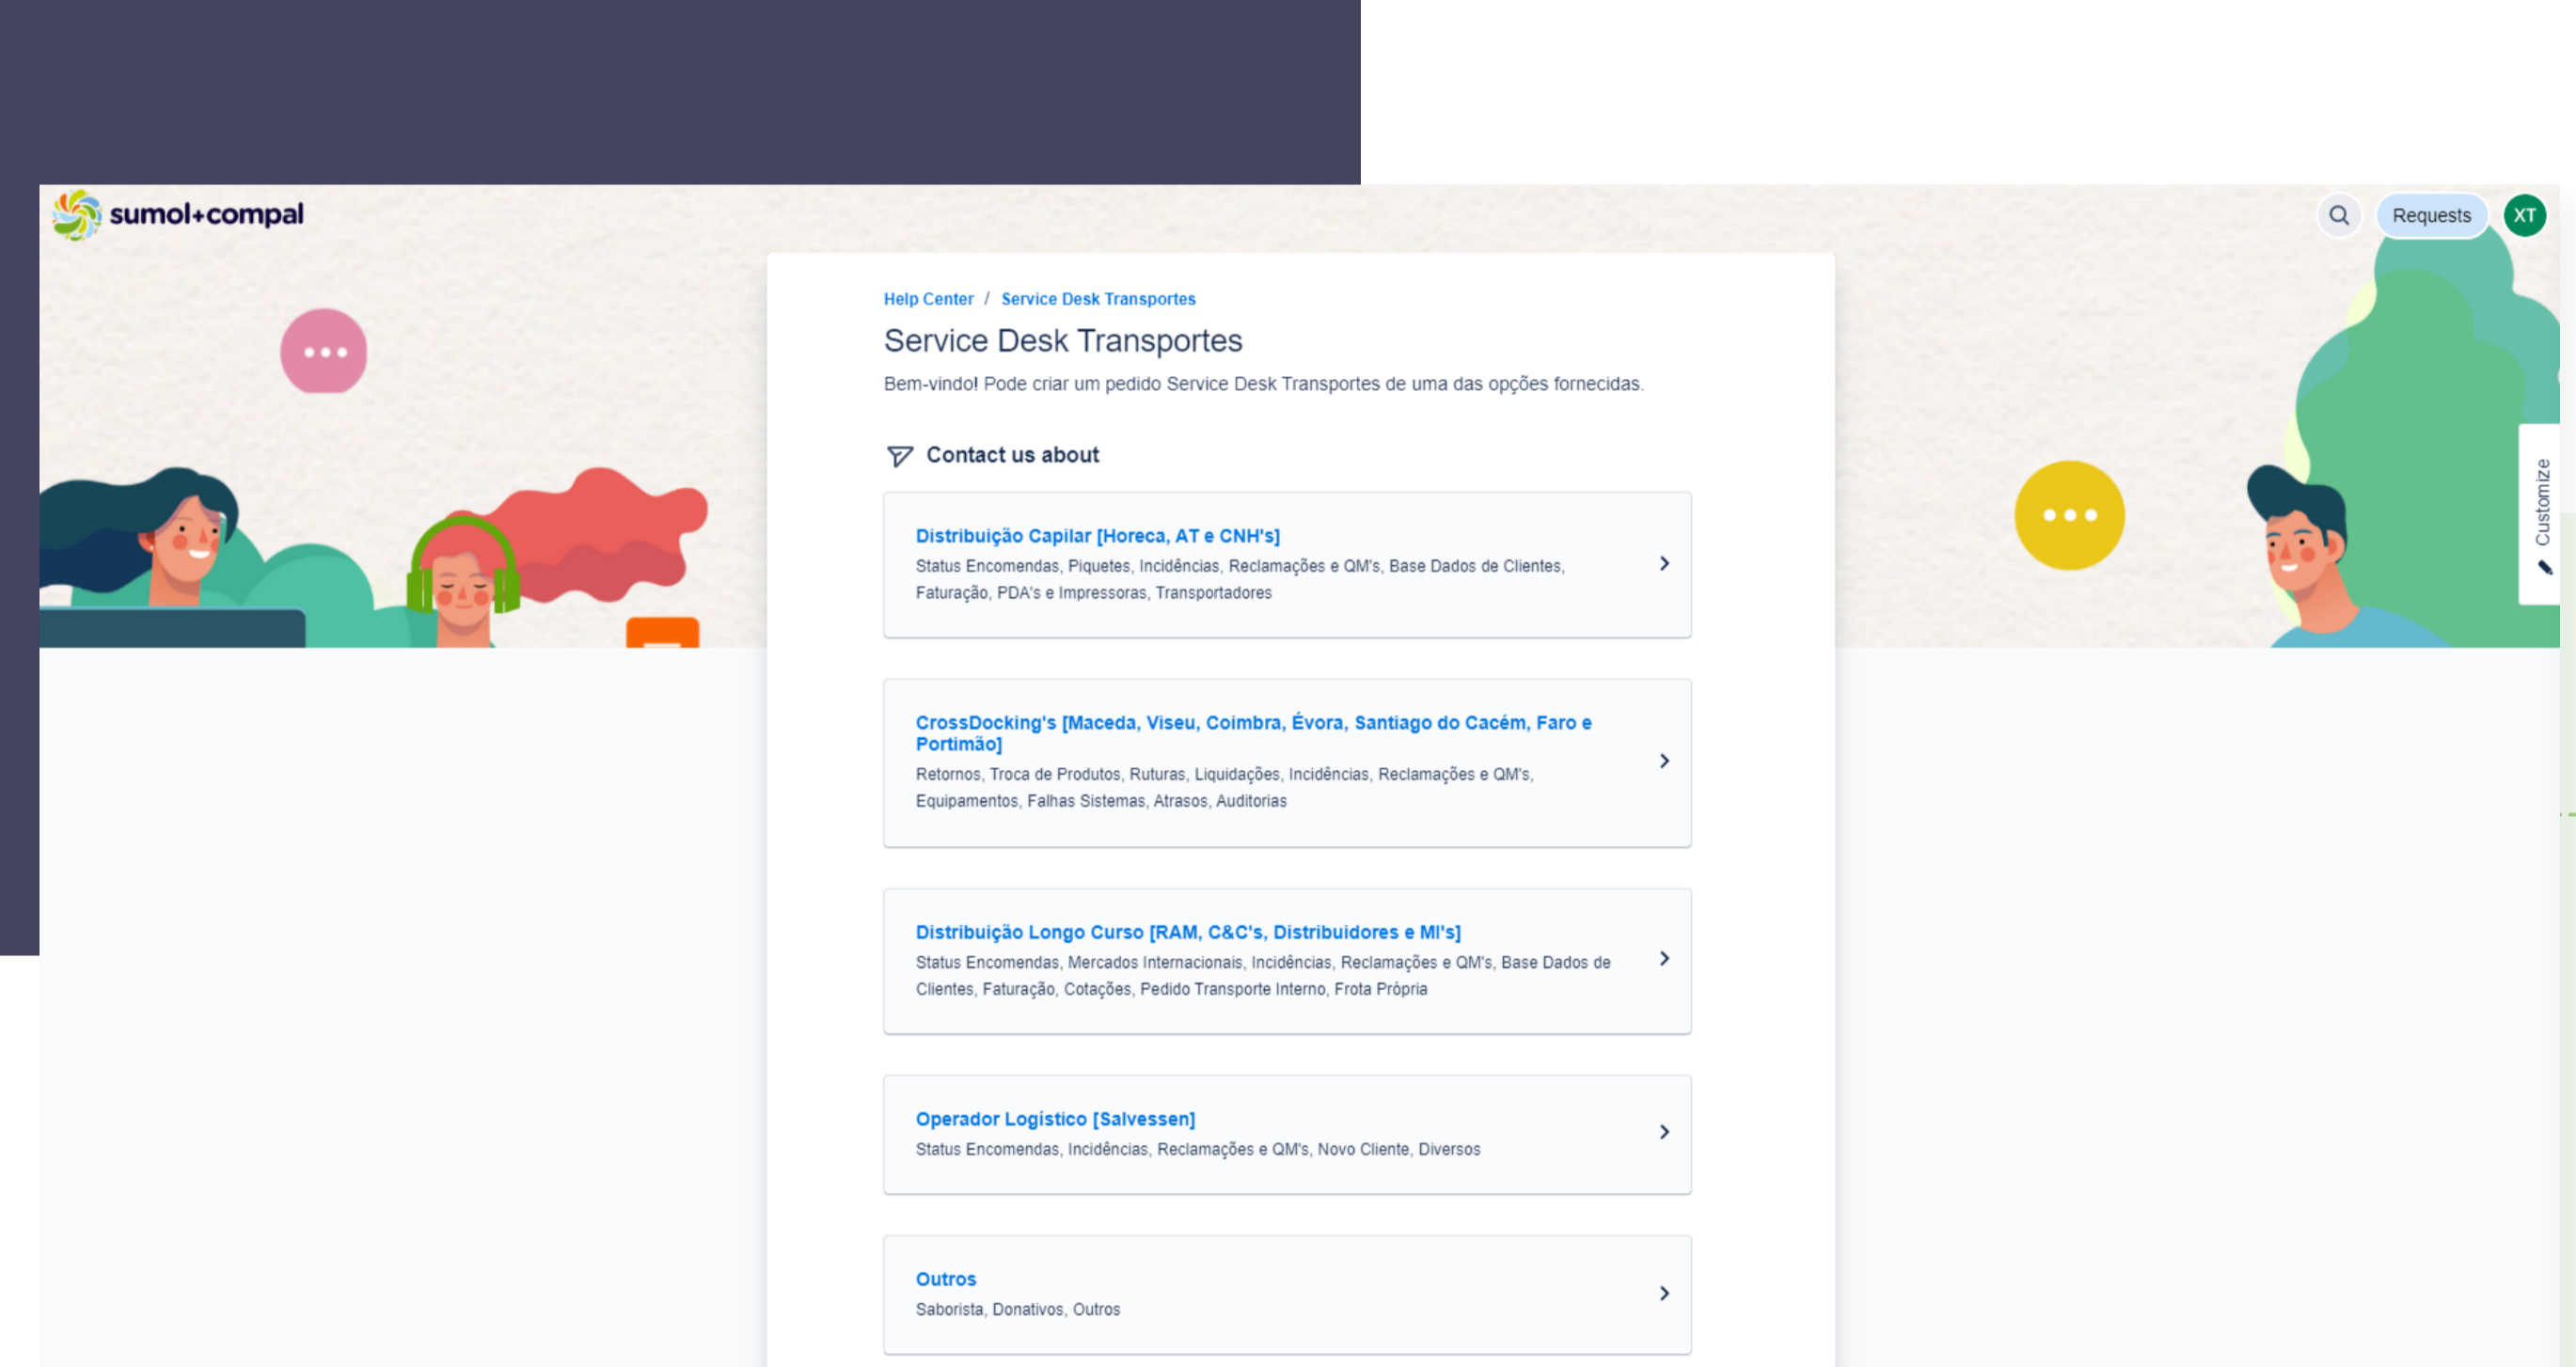 sumol+compal
Requests
XT
Help Center / Service Desk Transportes
Service Desk Transportes
Bem-vindo! Pode criar um pedido Service Desk Transportes de uma das opções fornecidas.
Contact us about
Customize
Distribuição Capilar [Horeca, AT e CNH's]
Status Encomendas, Piquetes, Incidências, Reclamações e QM's, Base Dados de Clientes,
Faturação, PDA's e Impressoras, Transportadores
CrossDocking's [Maceda, Viseu, Coimbra, Évora, Santiago do Cacém, Faro e
Portimão]
Retornos, Troca de Produtos, Ruturas, Liquidações, Incidências, Reclamações e QM's,
Equipamentos, Falhas Sistemas, Atrasos, Auditorias
Distribuição Longo Curso [RAM, C&C's, Distribuidores e MI's]
Status Encomendas, Mercados Internacionais, Incidências, Reclamações e QM's, Base Dados de
Clientes, Faturação, Cotações, Pedido Transporte Interno, Frota Própria
Operador Logístico [Salvessen]
Status Encomendas, Incidências, Reclamações e QM's, Novo Cliente, Diversos
Outros
Saborista, Donativos, Outros